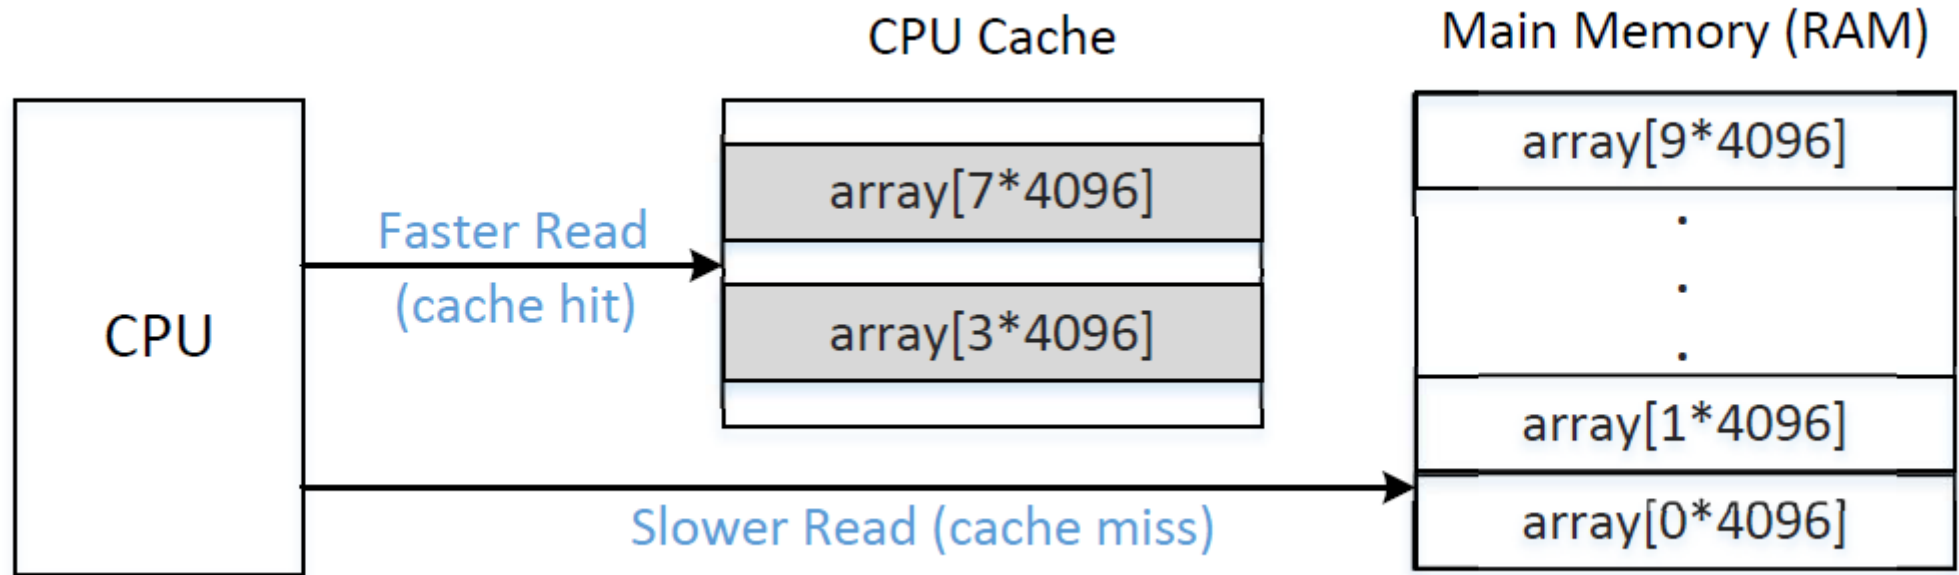 CPU Cache
Main Memory (RAM)
CPU
Faster Read
(cache hit)
Slower Read (cache miss)
array[7*4096]
array[3*4096]
array[9*4096]
.
.
.
array[1*4096]
array[0*4096]